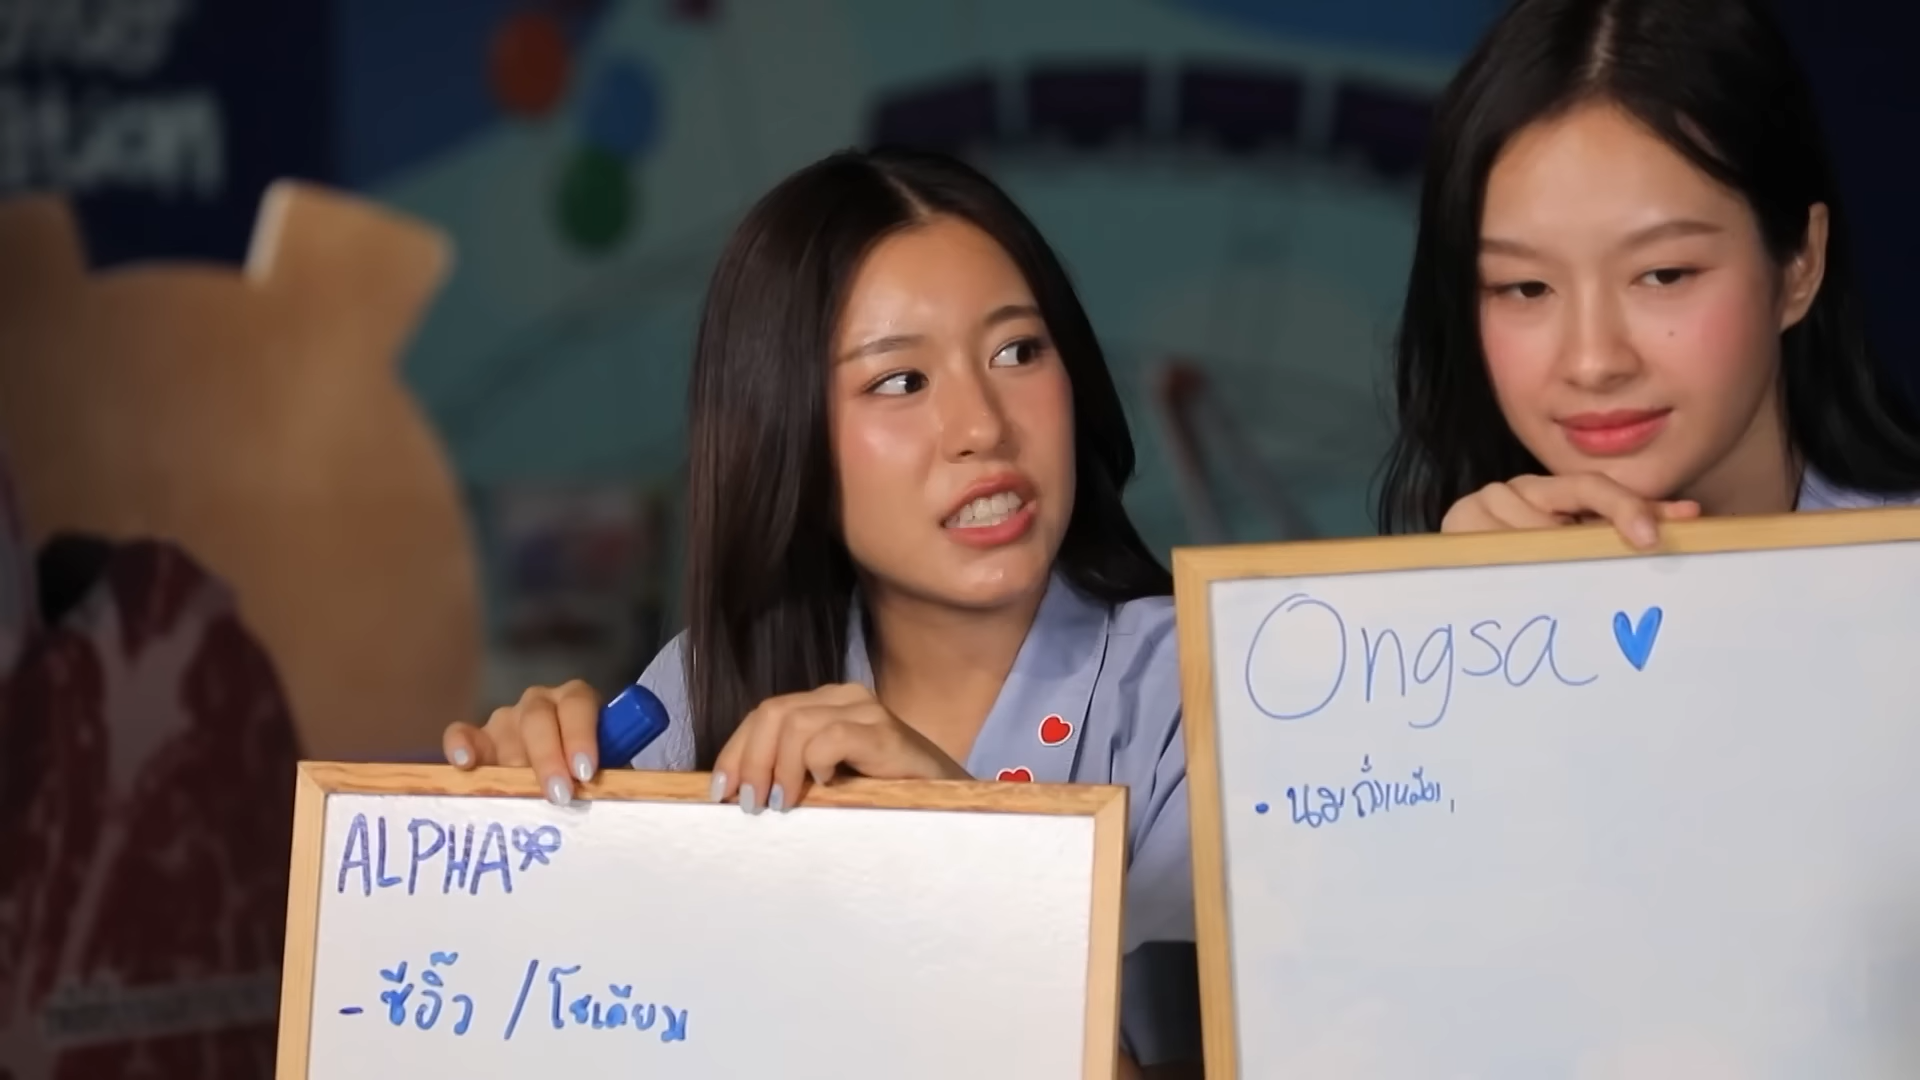 ALPHA
- ซีอิ๊ว / โซเดียม
Ongsa
• นมถั่วเหลือง,